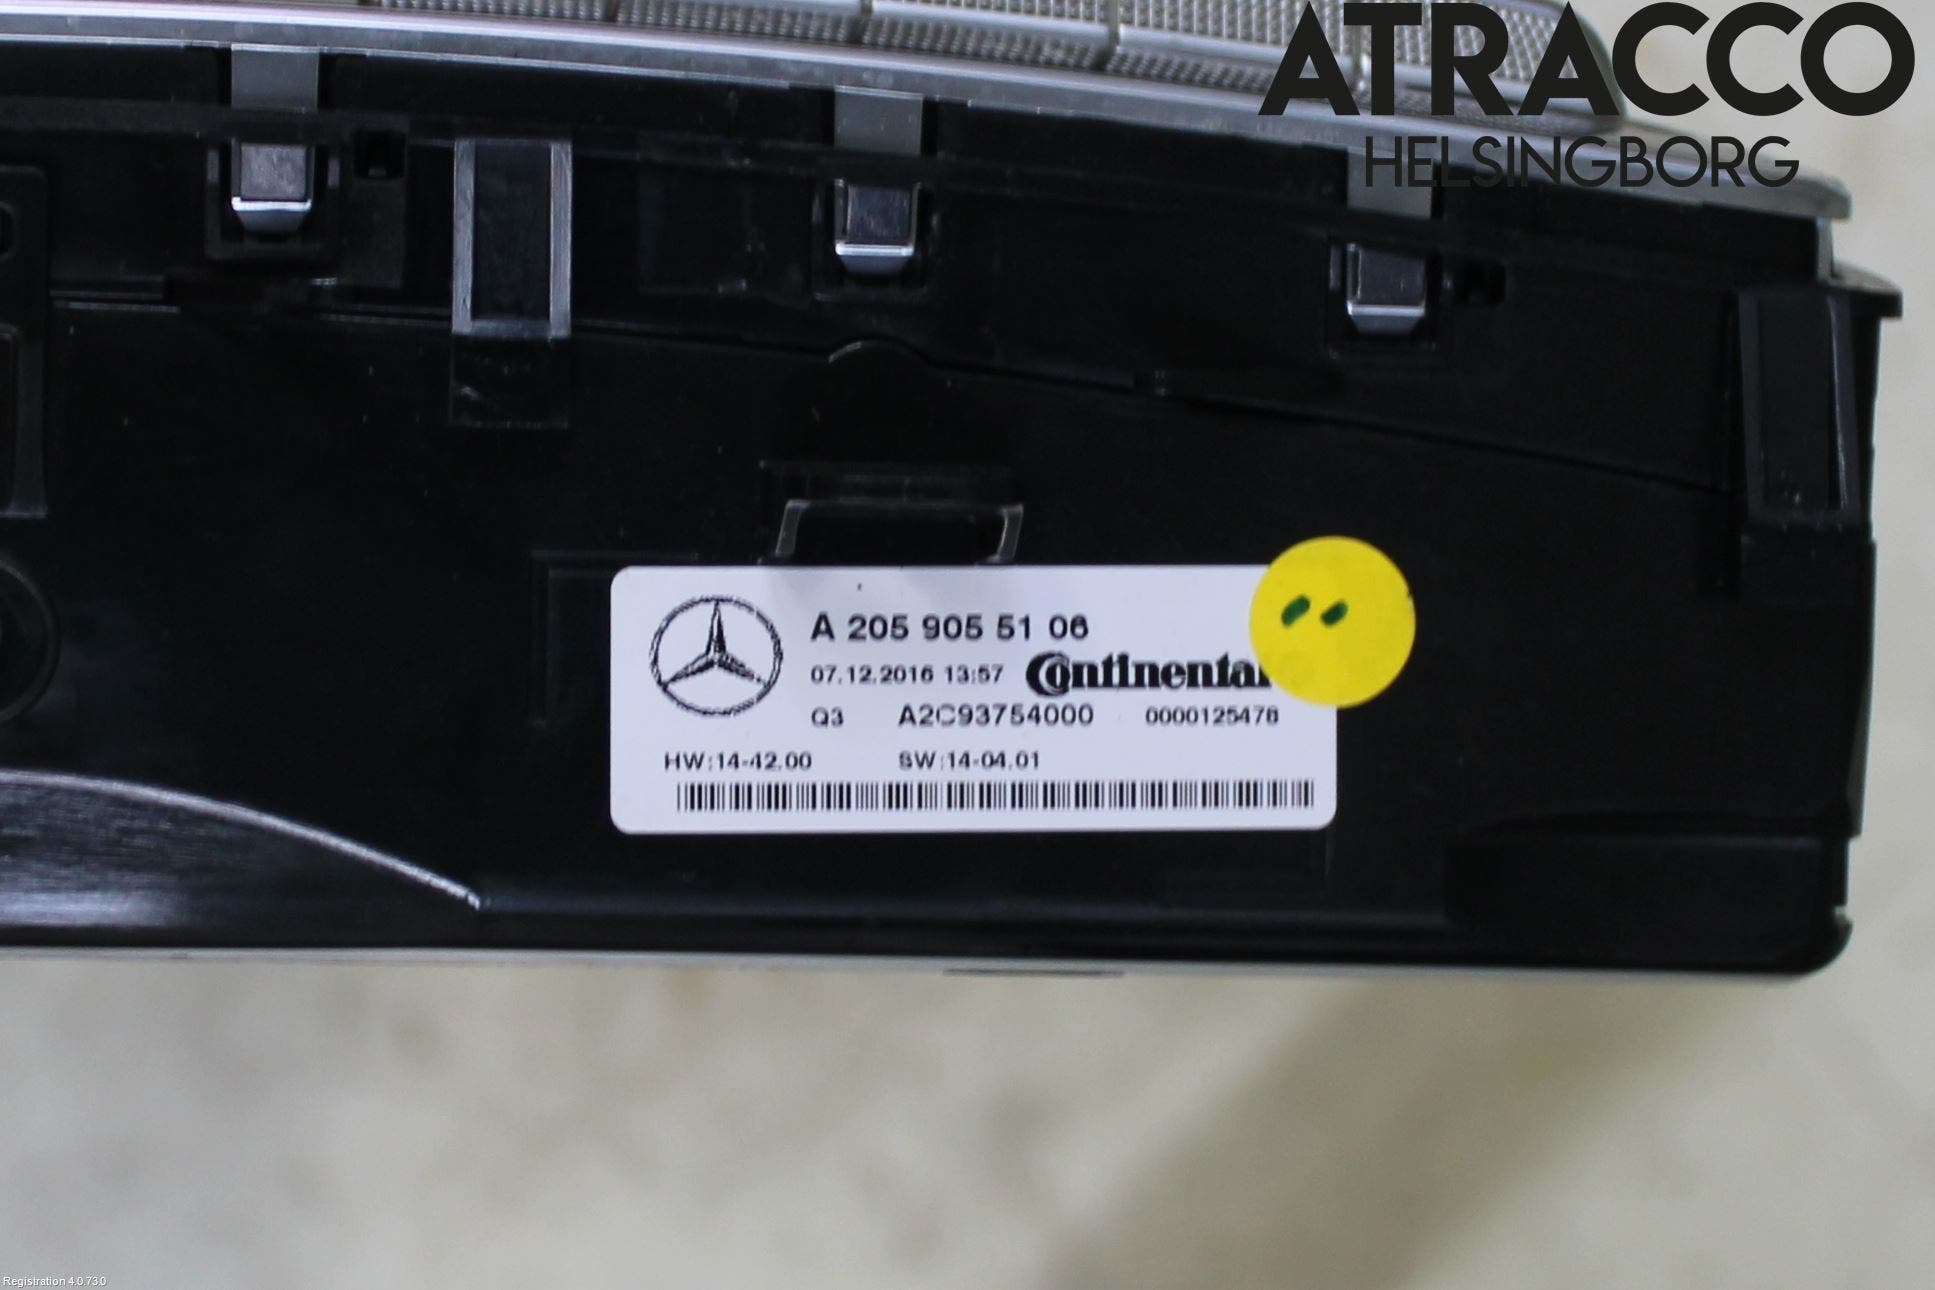 ATRACCO
HELSINGBORG
A 205 905 51 06
07.12.2016 13:57 Continental
Q3 A2C93754000 0000125478
HW:14-42.00 SW:14-04.01
Registration 4.0.73.0